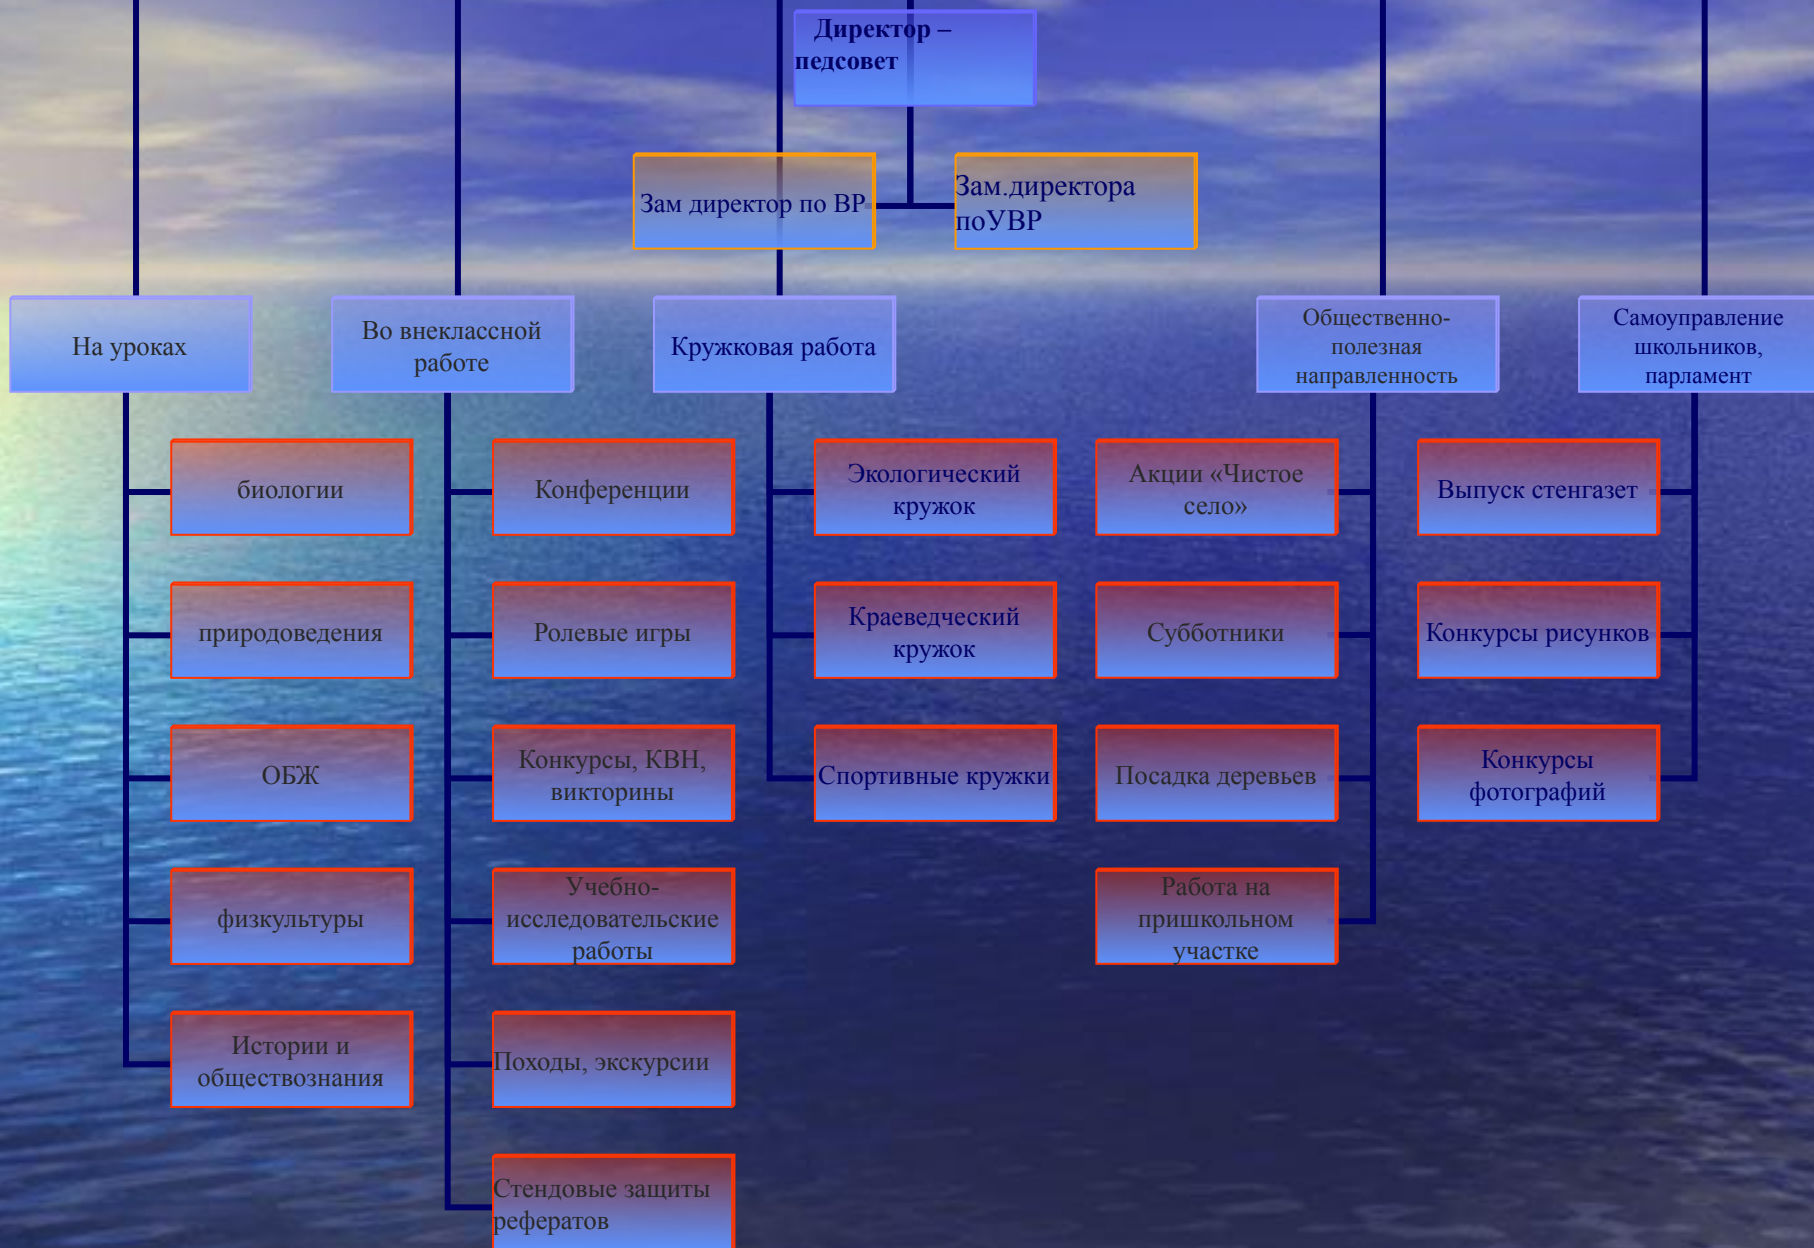 Директор –
педсовет
Зам директор по ВР
Зам.директора
поУВР
На уроках
Во внеклассной
работе
Кружковая работа
Общественно-
полезная
направленность
Самоуправление
школьников,
парламент
биологии
природоведения
ОБЖ
физкультуры
Истории и
обществознания
Конференции
Ролевые игры
Конкурсы, КВН,
викторины
Учебно-
исследовательские
работы
Походы, экскурсии
Стендовые защиты
рефератов
Экологический
кружок
Краеведческий
кружок
Спортивные кружки
Акции «Чистое
село»
Субботники
Посадка деревьев
Работа на
пришкольном
участке
Выпуск стенгазет
Конкурсы рисунков
Конкурсы
фотографий